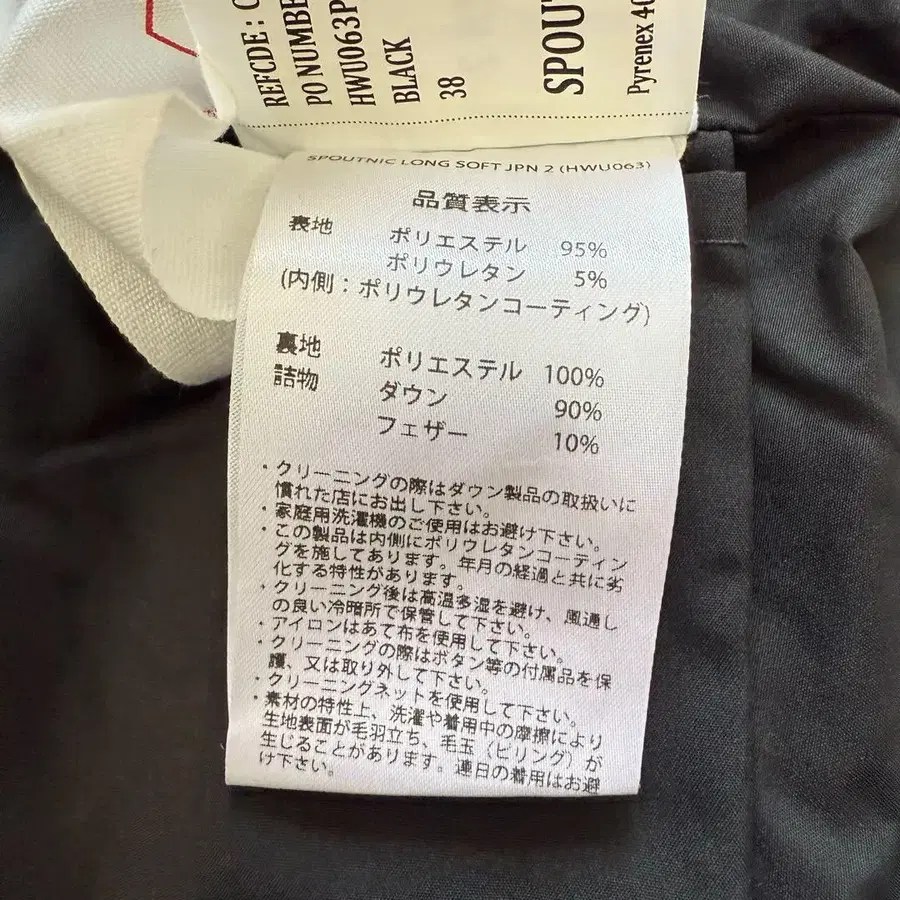 REFCDE : 
PO NUMBER
HWU063P
BLACK
38
SPOUT
Pyrenex 40
SPOUTNIC LONG SOFT JPN 2 (HWU063)
品質表示
表地 ポリエステル 95%
ポリウレタン 5%
(内側：ポリウレタンコーティング)
裏地 ポリエステル 100%
詰物 ダウン 90%
フェザー 10%
・クリーニングの際はダウン製品の取扱いに
慣れた店にお出し下さい。
・家庭用洗濯機のご使用はお避け下さい。
・この製品は内側にポリウレタンコーティン
グを施してあります。年月の経過と共に劣
化する特性があります。
・クリーニング後は高温多湿を避け、風通し
の良い冷暗所で保管して下さい。
・アイロンはあて布を使用して下さい。
・クリーニングの際はボタン等の付属品を保
護、又は取り外して下さい。
・クリーニングネットを使用して下さい。
・素材の特性上、洗濯や着用中の摩擦により
生地表面が毛羽立ち、毛玉（ピリング）が
生じることがあります。連日の着用はお避
け下さい。